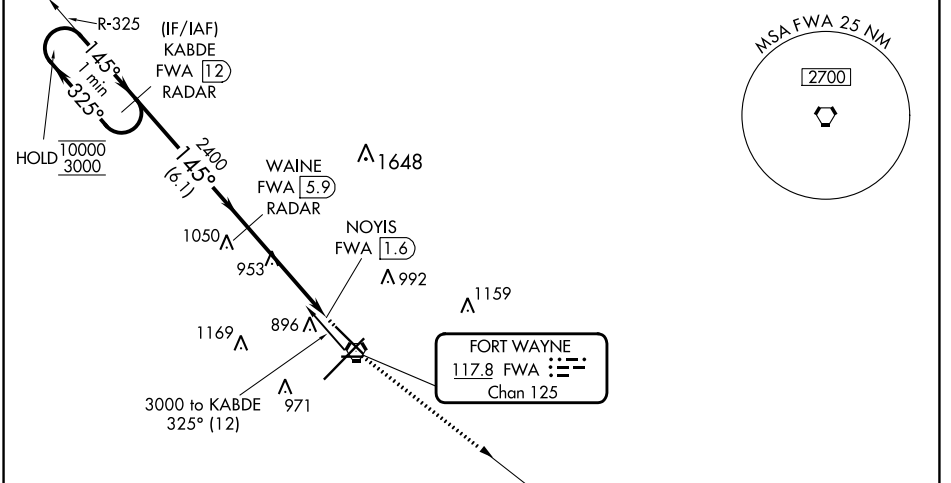 R-325
(IF/IAF)
KABDE
FWA 12
RADAR
145°
1 min
325°
HOLD 10000
3000
2400
145°
(6.1)
WAINE
FWA 5.9
RADAR
1648
NOYIS
FWA 1.6
1050
953
992
1159
896
1169
971
3000 to KABDE
325° (12)
FORT WAYNE
117.8 FWA
Chan 125
MSA FWA 25 NM
2700